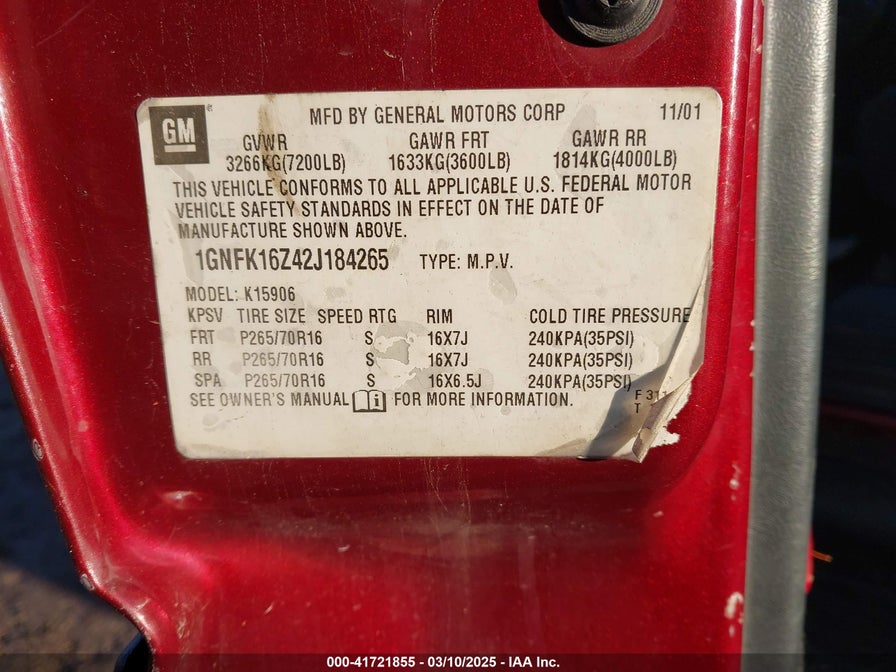 GM
MFD BY GENERAL MOTORS CORP 11/01
GVWR GAWR FRT GAWR RR
3266KG(7200LB) 1633KG(3600LB) 1814KG(4000LB)
THIS VEHICLE CONFORMS TO ALL APPLICABLE U.S. FEDERAL MOTOR
VEHICLE SAFETY STANDARDS IN EFFECT ON THE DATE OF
MANUFACTURE SHOWN ABOVE.
1GNFK16Z42J184265 TYPE: M.P.V.
MODEL: K15906
KPSV TIRE SIZE SPEED RTG RIM COLD TIRE PRESSURE
FRT P265/70R16 S 16X7J 240KPA(35PSI)
RR P265/70R16 S 16X7J 240KPA(35PSI)
SPA P265/70R16 S 16X6.5J 240KPA(35PSI)
SEE OWNER'S MANUAL FOR MORE INFORMATION.
F 311
T
000-41721855 — 03/10/2025 — IAA Inc.